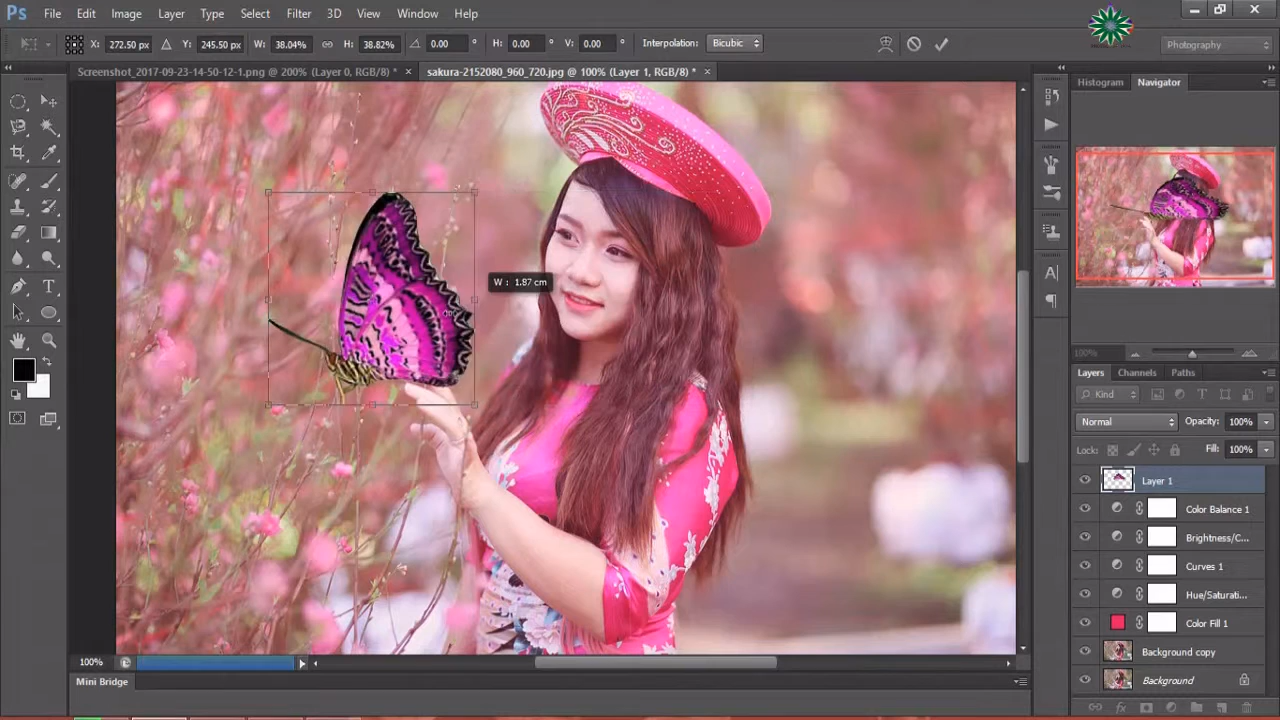 Ps File Edit Image Layer Type Select Filter 3D View Window Help
X: 272.50 px Y: 245.50 px W: 38.04% H: 38.82% 0.00 ° H: 0.00 ° V: 0.00 ° Interpolation: Bicubic Photography
Screenshot_2017-09-23-14-50-12-1.png @ 200% (Layer 0, RGB/8) * × sakura-2152080_960_720.jpg @ 100% (Layer 1, RGB/8) * ×
Histogram Navigator
W: 1.87 cm
100%
Layers Channels Paths
Kind
Normal Opacity: 100%
Lock: Fill: 100%
Layer 1
Color Balance 1
Brightness/C...
Curves 1
Hue/Saturati...
Color Fill 1
Background copy
Background
100%
Mini Bridge